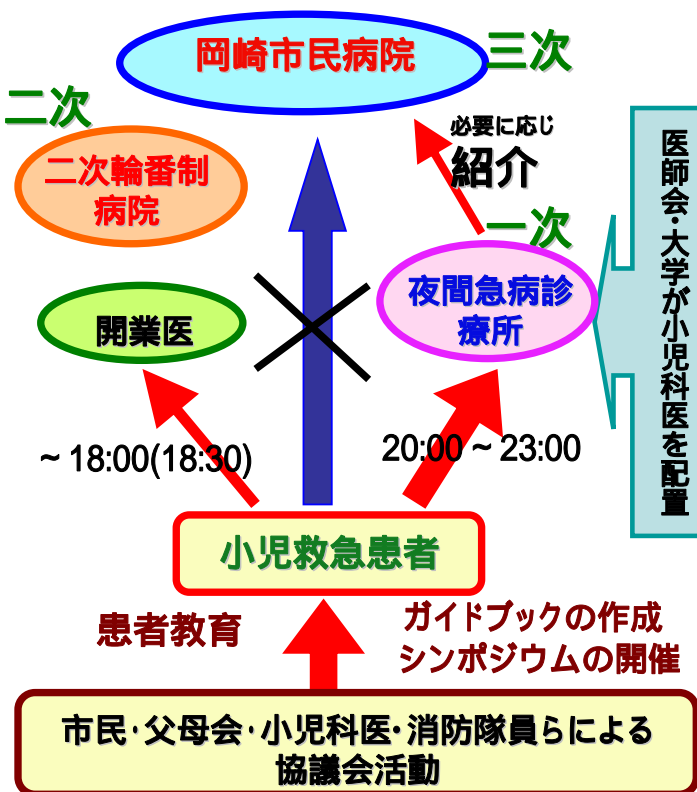 岡崎市民病院
三次
二次
二次輪番制
病院
必要に応じ
紹介
一次
夜間急病診
療所
開業医
医師会・大学が小児科医を配置
~ 18:00(18:30)
20:00 ~ 23:00
小児救急患者
患者教育
ガイドブックの作成
シンポジウムの開催
市民・父母会・小児科医・消防隊員らによる
協議会活動